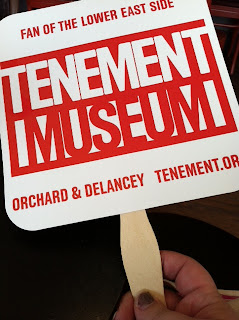 FAN OF THE LOWER EAST SIDE
TENEMENT
MUSEUM
ORCHARD & DELANCEY TENEMENT.OR